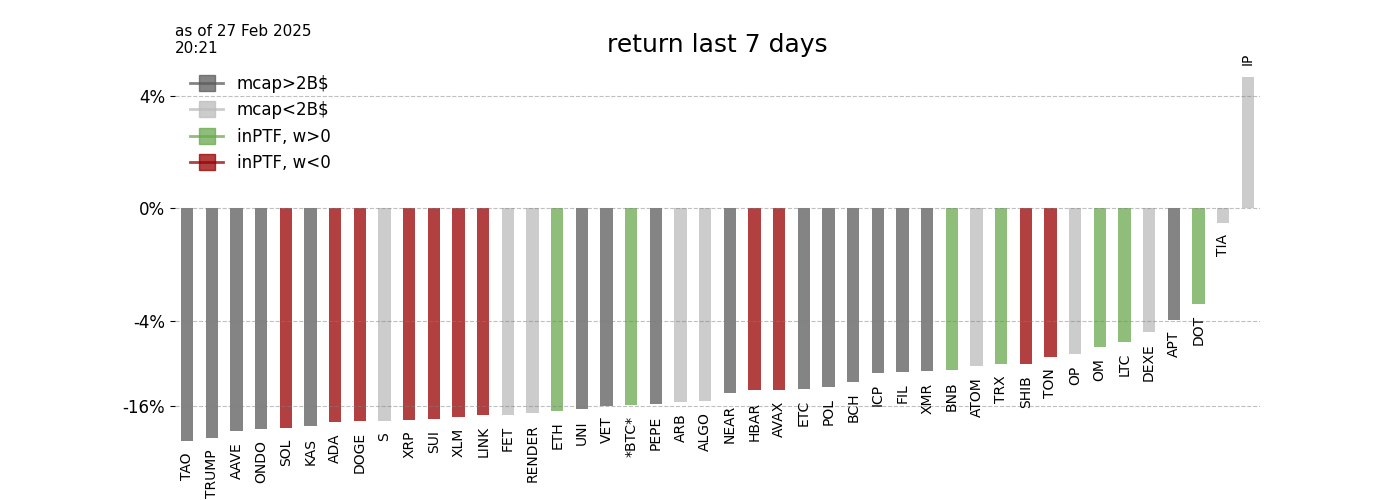 as of 27 Feb 2025
20:21
return last 7 days
mcap>2B$
mcap<2B$
inPTF, w>0
inPTF, w<0
4%
0%
-4%
-16%
TAO
TRUMP
AAVE
ONDO
SOL
KAS
ADA
DOGE
S
XRP
SUI
XLM
LINK
FET
RENDER
ETH
UNI
VET
*BTC*
PEPE
ARB
ALGO
NEAR
HBAR
AVAX
ETC
POL
BCH
ICP
FIL
XMR
BNB
ATOM
TRX
SHIB
TON
OP
OM
LTC
DEXE
APT
DOT
TIA
IP